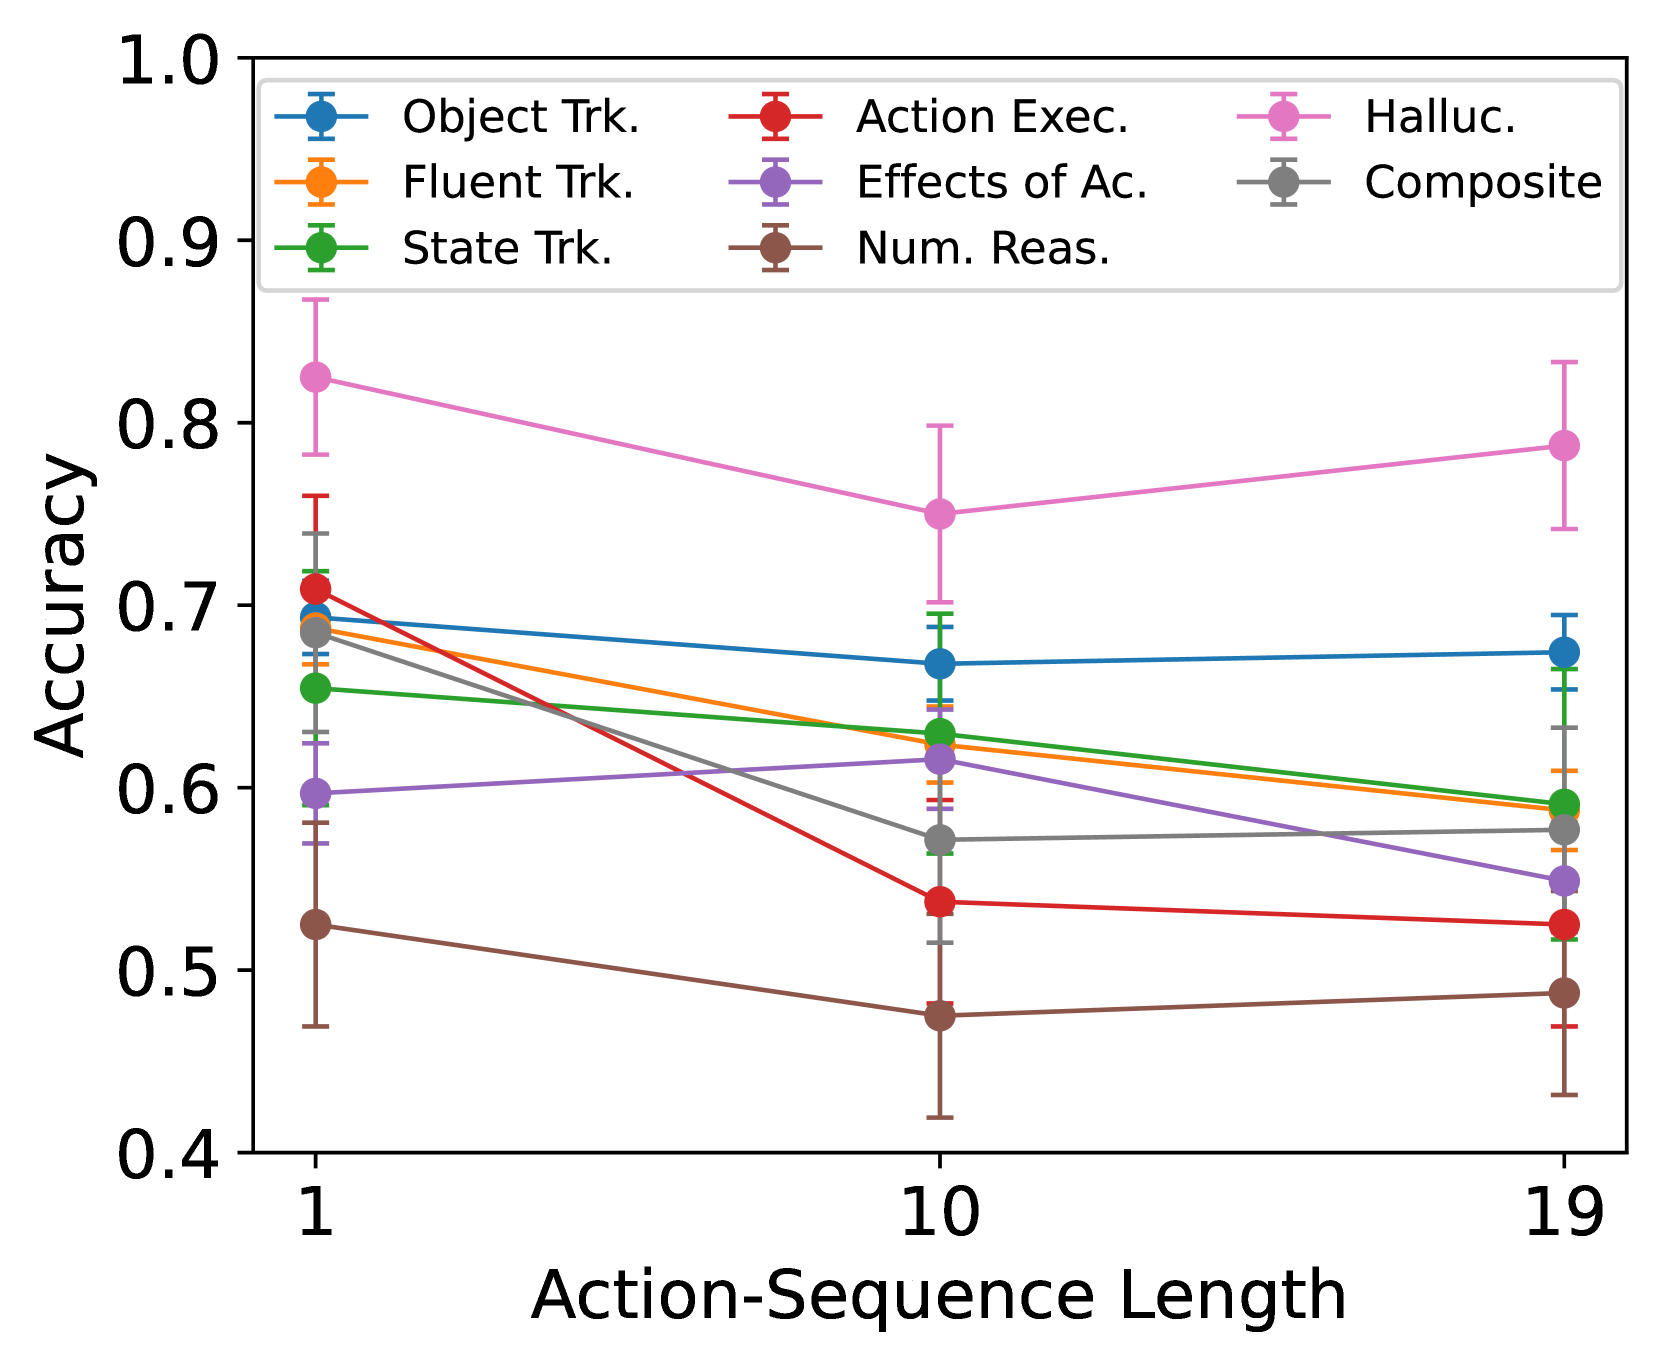 1.0
0.9
0.8
0.7
0.6
0.5
0.4
Accuracy
Object Trk.
Fluent Trk.
State Trk.
Action Exec.
Effects of Ac.
Num. Reas.
Halluc.
Composite
1 10 19
Action-Sequence Length